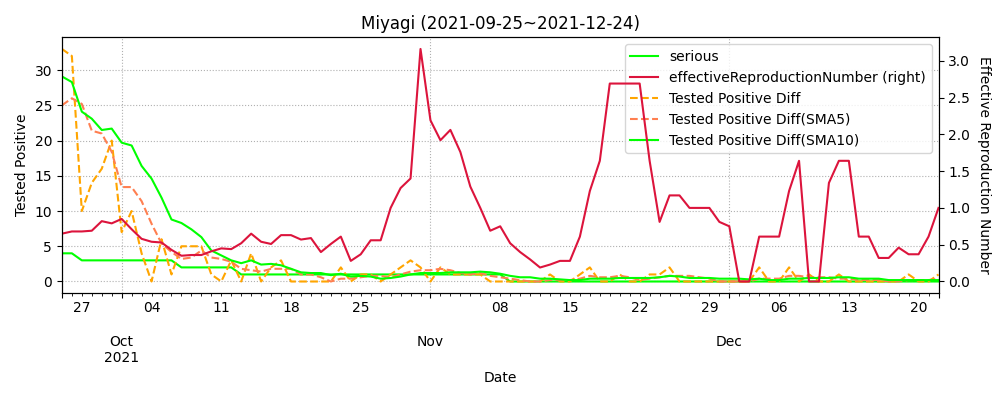 Miyagi (2021-09-25~2021-12-24)
serious
effectiveReproductionNumber (right)
Tested Positive Diff
Tested Positive Diff(SMA5)
Tested Positive Diff(SMA10)
Tested Positive
30
25
20
15
10
5
0
3.0
2.5
2.0
1.5
1.0
0.5
0.0
Effective Reproduction Number
27 04 11 18 25 08 15 22 29 06 13 20
Oct Nov Dec
2021
Date